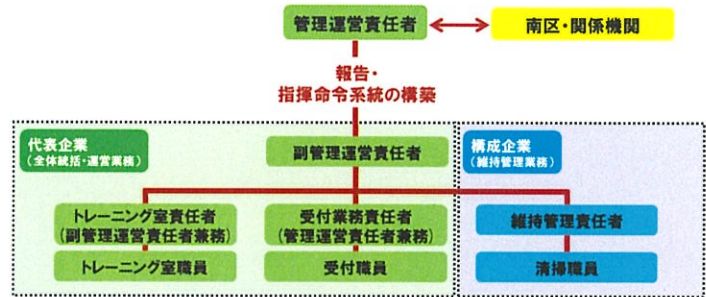 管理運営責任者
南区・関係機関
報告・
指揮命令系統の構築
代表企業
(全体統括・運営業務)
構成企業
(維持管理業務)
副管理運営責任者
トレーニング室責任者
(副管理運営責任者兼務)
受付業務責任者
(管理運営責任者兼務)
維持管理責任者
トレーニング室職員
受付職員
清掃職員